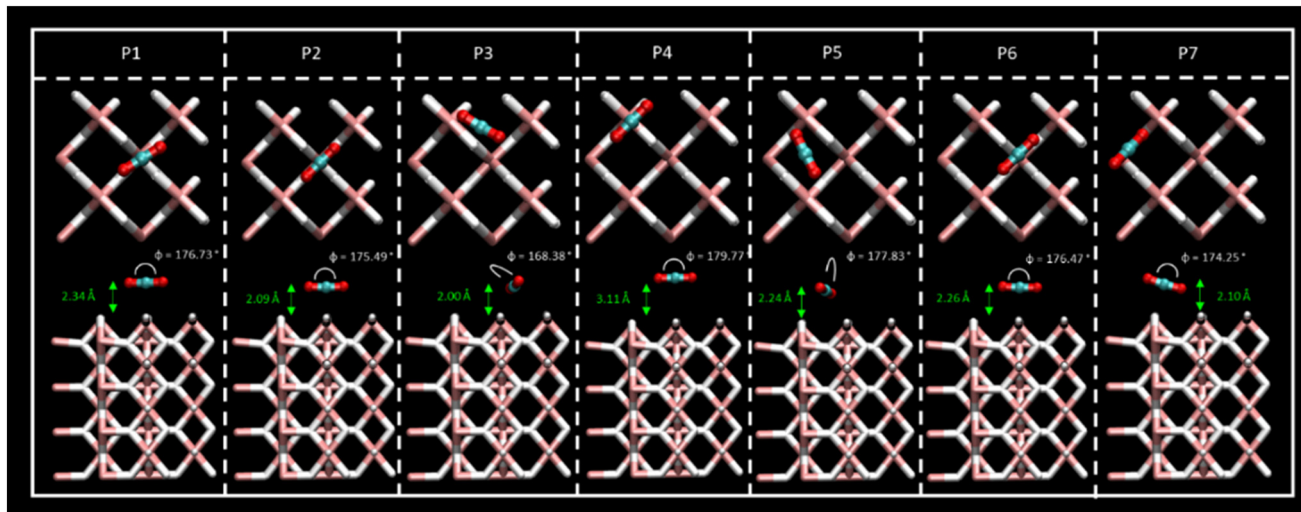 P1 P2 P3 P4 P5 P6 P7
ϕ = 176.73° ϕ = 175.49° ϕ = 168.38° ϕ = 179.77° ϕ = 177.83° ϕ = 176.47° ϕ = 174.25°
2.34 Å 2.09 Å 2.00 Å 3.11 Å 2.24 Å 2.26 Å 2.10 Å